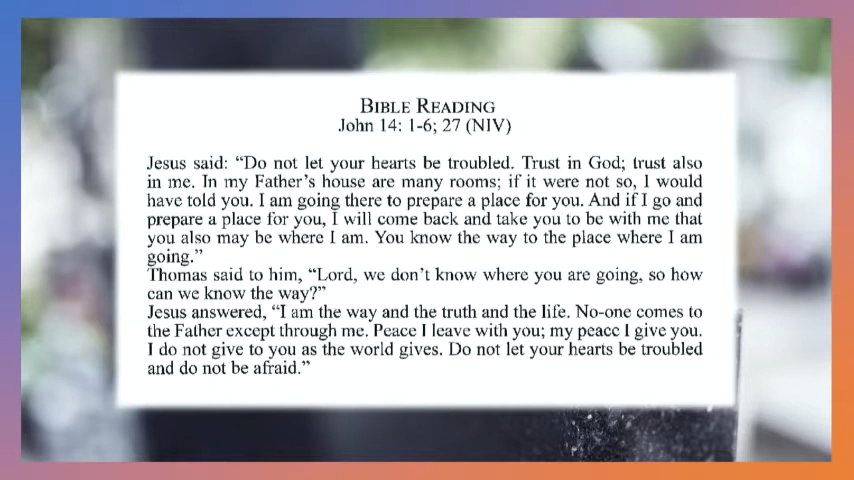 BIBLE READING
John 14: 1-6; 27 (NIV)
Jesus said: “Do not let your hearts be troubled. Trust in God; trust also
in me. In my Father’s house are many rooms; if it were not so, I would
have told you. I am going there to prepare a place for you. And if I go and
prepare a place for you, I will come back and take you to be with me that
you also may be where I am. You know the way to the place where I am
going.”
Thomas said to him, “Lord, we don’t know where you are going, so how
can we know the way?”
Jesus answered, “I am the way and the truth and the life. No-one comes to
the Father except through me. Peace I leave with you; my peace I give you.
I do not give to you as the world gives. Do not let your hearts be troubled
and do not be afraid.”